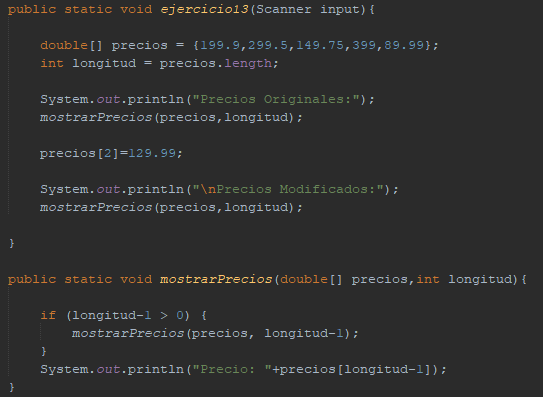 public static void ejercicio13(Scanner input){
double[] precios = {199.9,299.5,149.75,399,89.99};
int longitud = precios.length;
System.out.println("Precios Originales:");
mostrarPrecios(precios,longitud);
precios[2]=129.99;
System.out.println("\nPrecios Modificados:");
mostrarPrecios(precios,longitud);
}
public static void mostrarPrecios(double[] precios,int longitud){
if (longitud-1 > 0) {
mostrarPrecios(precios, longitud-1);
}
System.out.println("Precio: "+precios[longitud-1]);
}